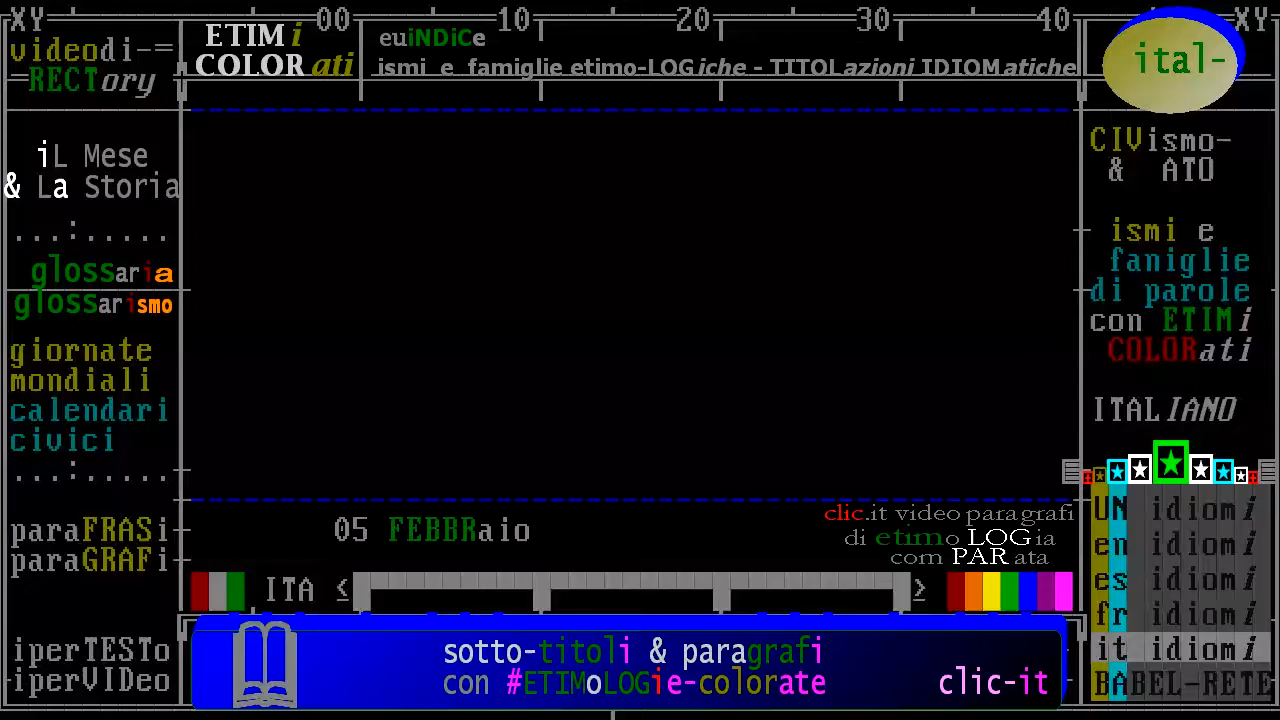 XY 00 10 20 30 40 XY
videodi-=
=RECTory
ETIMi
COLORati
euiNDiCe
ismi e famiglie etimo-LOGiche - TITOLazioni IDIOMatiche
ital-
iL Mese
& La Storia
...:.....
glossaria
glossarismo
giornate
mondiali
calendari
civici
...:.....
paraFRASi
paraGRAFi
iperTESTo
iperVIDeo
CIVismo-
& ATO
ismi e
faniglie
di parole
con ETIMi
COLORati
ITALIANO
UN idiomi
en idiomi
es idiomi
fr idiomi
it idiomi
BABEL-RETE
05 FEBBRaio
clic.it video paragrafi
di etimoLOGia
comPARata
ITA < >
sotto-titoli & paragrafi
con #ETIMoLOGie-colorate
clic-it